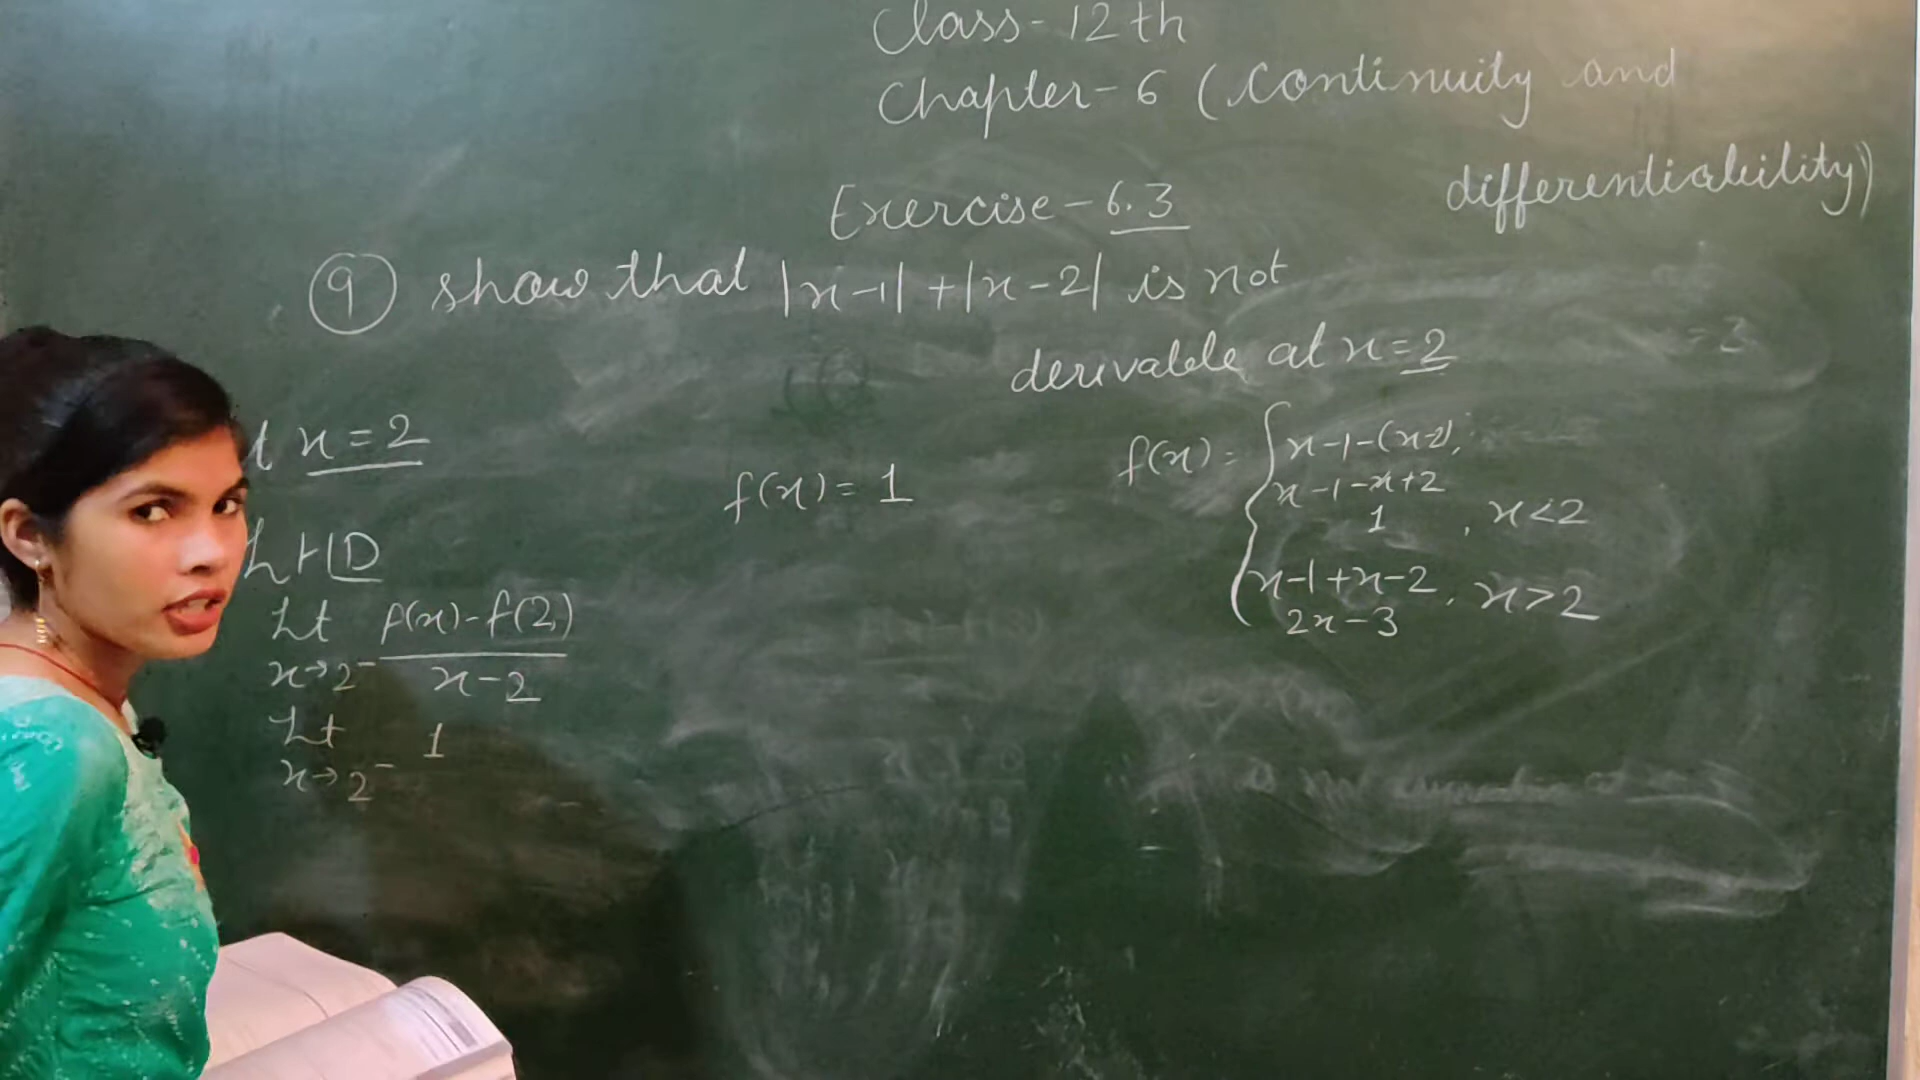 Class-12th
Chapter-6 (Continuity and
differentiability)
Exercise-6.3
9 show that |x-1|+|x-2| is not
derivable at x=2
t x=2
LHD
Lt f(x)-f(2)
x→2⁻ x-2
Lt 1
x→2⁻
f(x)=1
f(x)= { x-1-(x-2),
x-1-x+2
1 , x<2
x-1+x-2, x>2
2x-3